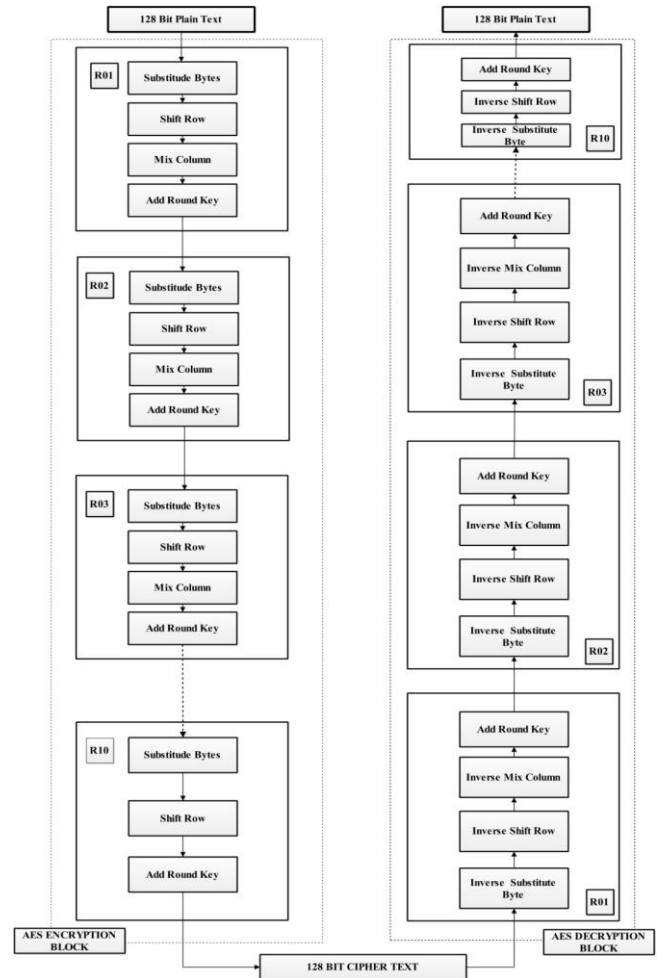 128 Bit Plain Text
R01
Substitude Bytes
Shift Row
Mix Column
Add Round Key
R02
Substitude Bytes
Shift Row
Mix Column
Add Round Key
R03
Substitude Bytes
Shift Row
Mix Column
Add Round Key
R10
Substitude Bytes
Shift Row
Add Round Key
AES ENCRYPTION
BLOCK
128 BIT CIPHER TEXT
128 Bit Plain Text
Add Round Key
Inverse Shift Row
Inverse Substitute
Byte
R10
Add Round Key
Inverse Mix Column
Inverse Shift Row
Inverse Substitute
Byte
R03
Add Round Key
Inverse Mix Column
Inverse Shift Row
Inverse Substitute
Byte
R02
Add Round Key
Inverse Mix Column
Inverse Shift Row
Inverse Substitute
Byte
R01
AES DECRYPTION
BLOCK